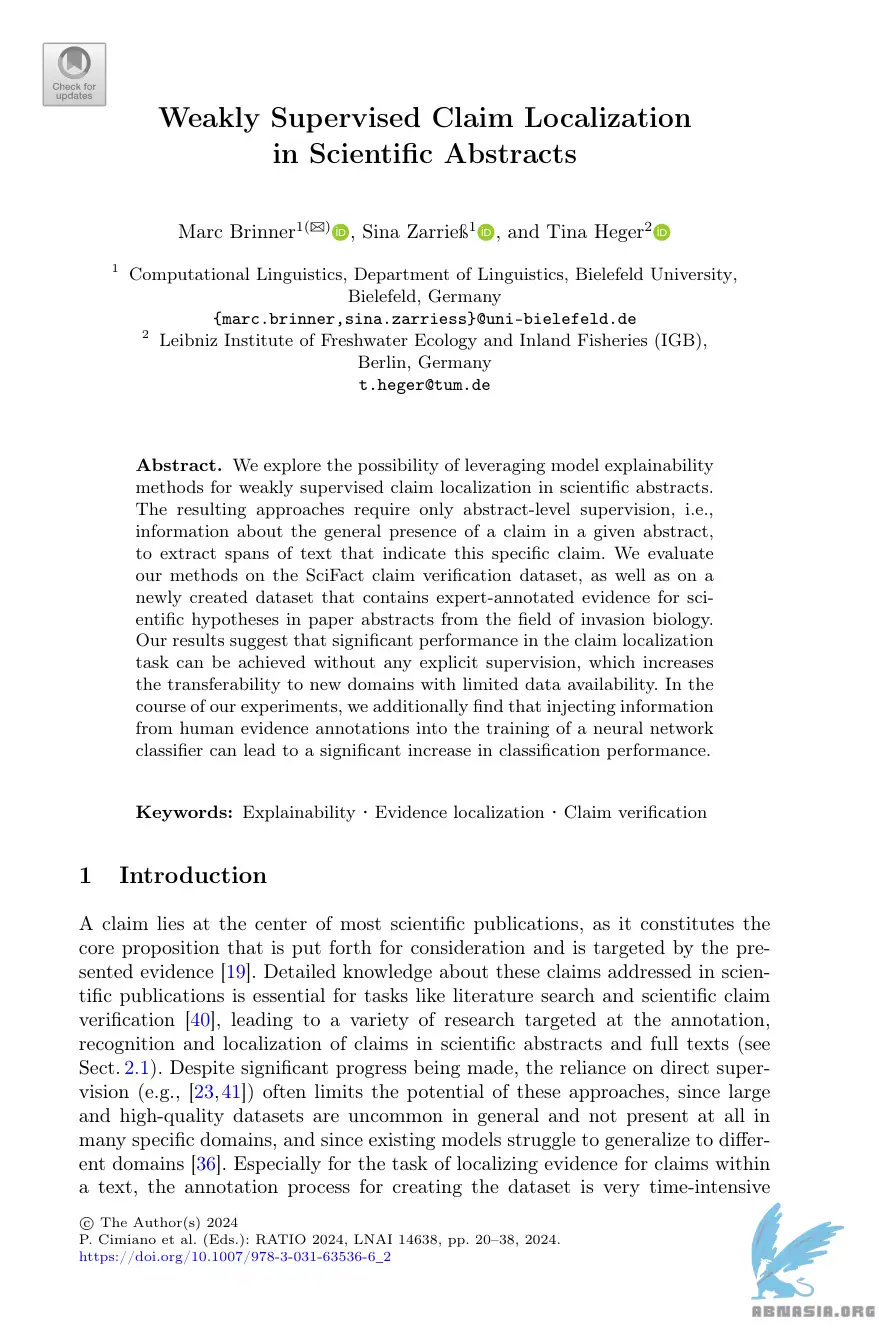 Check for
updates
Weakly Supervised Claim Localization
in Scientific Abstracts
Marc Brinner1(✉), Sina Zarrieß1, and Tina Heger2
1 Computational Linguistics, Department of Linguistics, Bielefeld University,
Bielefeld, Germany
{marc.brinner,sina.zarriess}@uni-bielefeld.de
2 Leibniz Institute of Freshwater Ecology and Inland Fisheries (IGB),
Berlin, Germany
t.heger@tum.de
Abstract. We explore the possibility of leveraging model explainability
methods for weakly supervised claim localization in scientific abstracts.
The resulting approaches require only abstract-level supervision, i.e.,
information about the general presence of a claim in a given abstract,
to extract spans of text that indicate this specific claim. We evaluate
our methods on the SciFact claim verification dataset, as well as on a
newly created dataset that contains expert-annotated evidence for sci-
entific hypotheses in paper abstracts from the field of invasion biology.
Our results suggest that significant performance in the claim localization
task can be achieved without any explicit supervision, which increases
the transferability to new domains with limited data availability. In the
course of our experiments, we additionally find that injecting information
from human evidence annotations into the training of a neural network
classifier can lead to a significant increase in classification performance.
Keywords: Explainability · Evidence localization · Claim verification
1 Introduction
A claim lies at the center of most scientific publications, as it constitutes the
core proposition that is put forth for consideration and is targeted by the pre-
sented evidence [19]. Detailed knowledge about these claims addressed in scien-
tific publications is essential for tasks like literature search and scientific claim
verification [40], leading to a variety of research targeted at the annotation,
recognition and localization of claims in scientific abstracts and full texts (see
Sect. 2.1). Despite significant progress being made, the reliance on direct super-
vision (e.g., [23,41]) often limits the potential of these approaches, since large
and high-quality datasets are uncommon in general and not present at all in
many specific domains, and since existing models struggle to generalize to differ-
ent domains [36]. Especially for the task of localizing evidence for claims within
a text, the annotation process for creating the dataset is very time-intensive
© The Author(s) 2024
P. Cimiano et al. (Eds.): RATIO 2024, LNAI 14638, pp. 20–38, 2024.
https://doi.org/10.1007/978-3-031-63536-6_2
ABNASIA.ORG